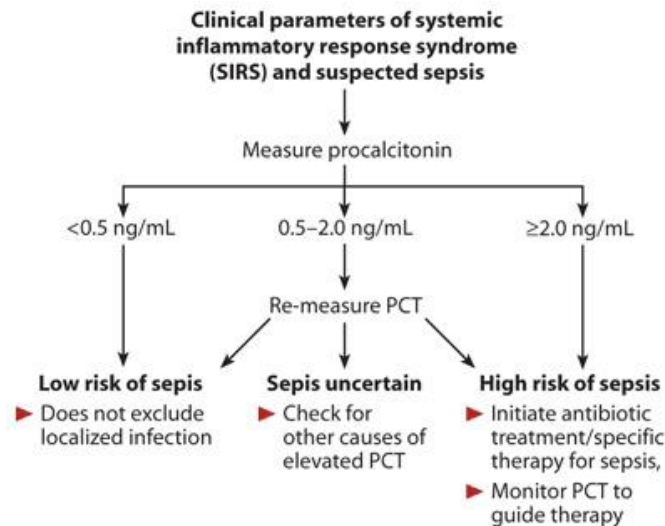 Clinical parameters of systemic
inflammatory response syndrome
(SIRS) and suspected sepsis
Measure procalcitonin
<0.5 ng/mL
0.5–2.0 ng/mL
≥2.0 ng/mL
Re-measure PCT
Low risk of sepis
Does not exclude
localized infection
Sepis uncertain
Check for
other causes of
elevated PCT
High risk of sepsis
Initiate antibiotic
treatment/specific
therapy for sepsis,
Monitor PCT to
guide therapy